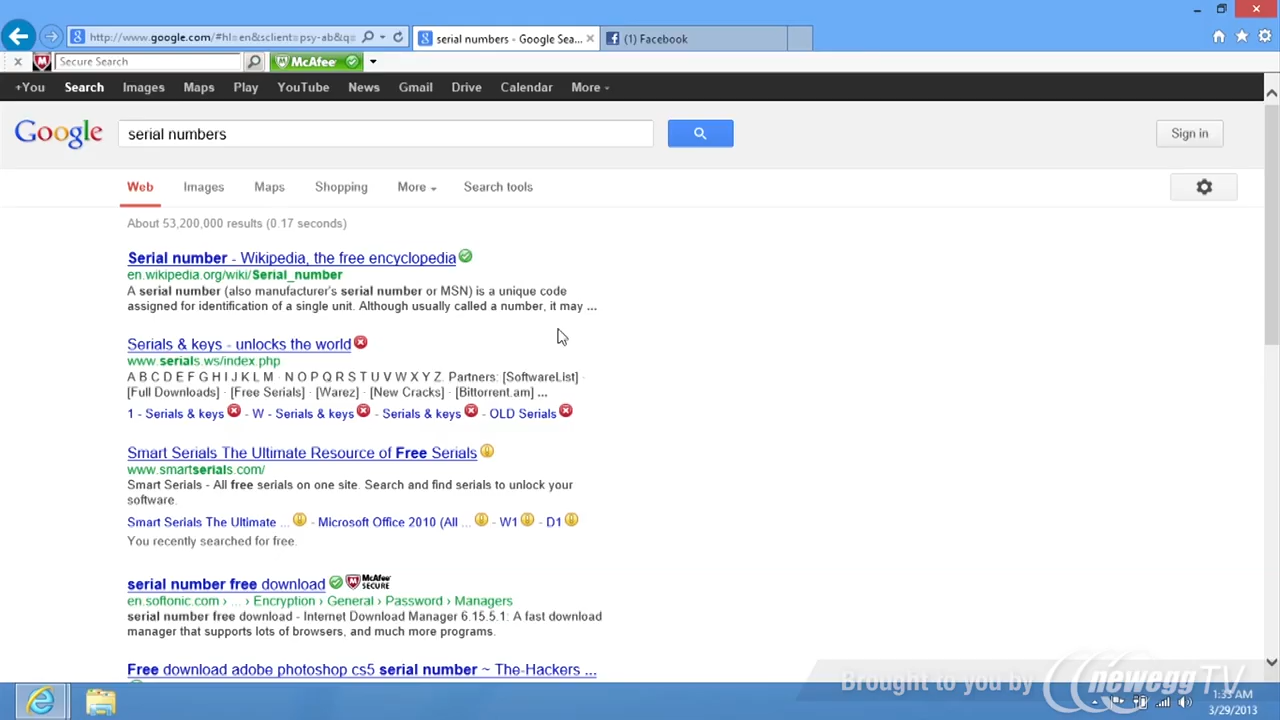 http://www.google.com/#hl=en&sclient=psy-ab&q=
serial numbers - Google Sea...
(1) Facebook
Secure Search
McAfee
+You Search Images Maps Play YouTube News Gmail Drive Calendar More
Google
serial numbers
Sign in
Web Images Maps Shopping More Search tools
About 53,200,000 results (0.17 seconds)
Serial number - Wikipedia, the free encyclopedia
en.wikipedia.org/wiki/Serial_number
A serial number (also manufacturer's serial number or MSN) is a unique code
assigned for identification of a single unit. Although usually called a number, it may ...
Serials & keys - unlocks the world
www.serials.ws/index.php
A B C D E F G H I J K L M · N O P Q R S T U V W X Y Z. Partners: [SoftwareList] ·
[Full Downloads] · [Free Serials] · [Warez] · [New Cracks] · [Bittorrent.am] ...
1 - Serials & keys - W - Serials & keys - Serials & keys - OLD Serials
Smart Serials The Ultimate Resource of Free Serials
www.smartserials.com/
Smart Serials - All free serials on one site. Search and find serials to unlock your
software.
Smart Serials The Ultimate ... - Microsoft Office 2010 (All ... - W1 - D1
You recently searched for free.
serial number free download
McAfee SECURE
en.softonic.com › ... › Encryption › General › Password › Managers
serial number free download - Internet Download Manager 6.15.5.1: A fast download
manager that supports lots of browsers, and much more programs.
Free download adobe photoshop cs5 serial number ~ The-Hackers ...
Brought to you by newegg TV
1:33 AM
3/29/2013